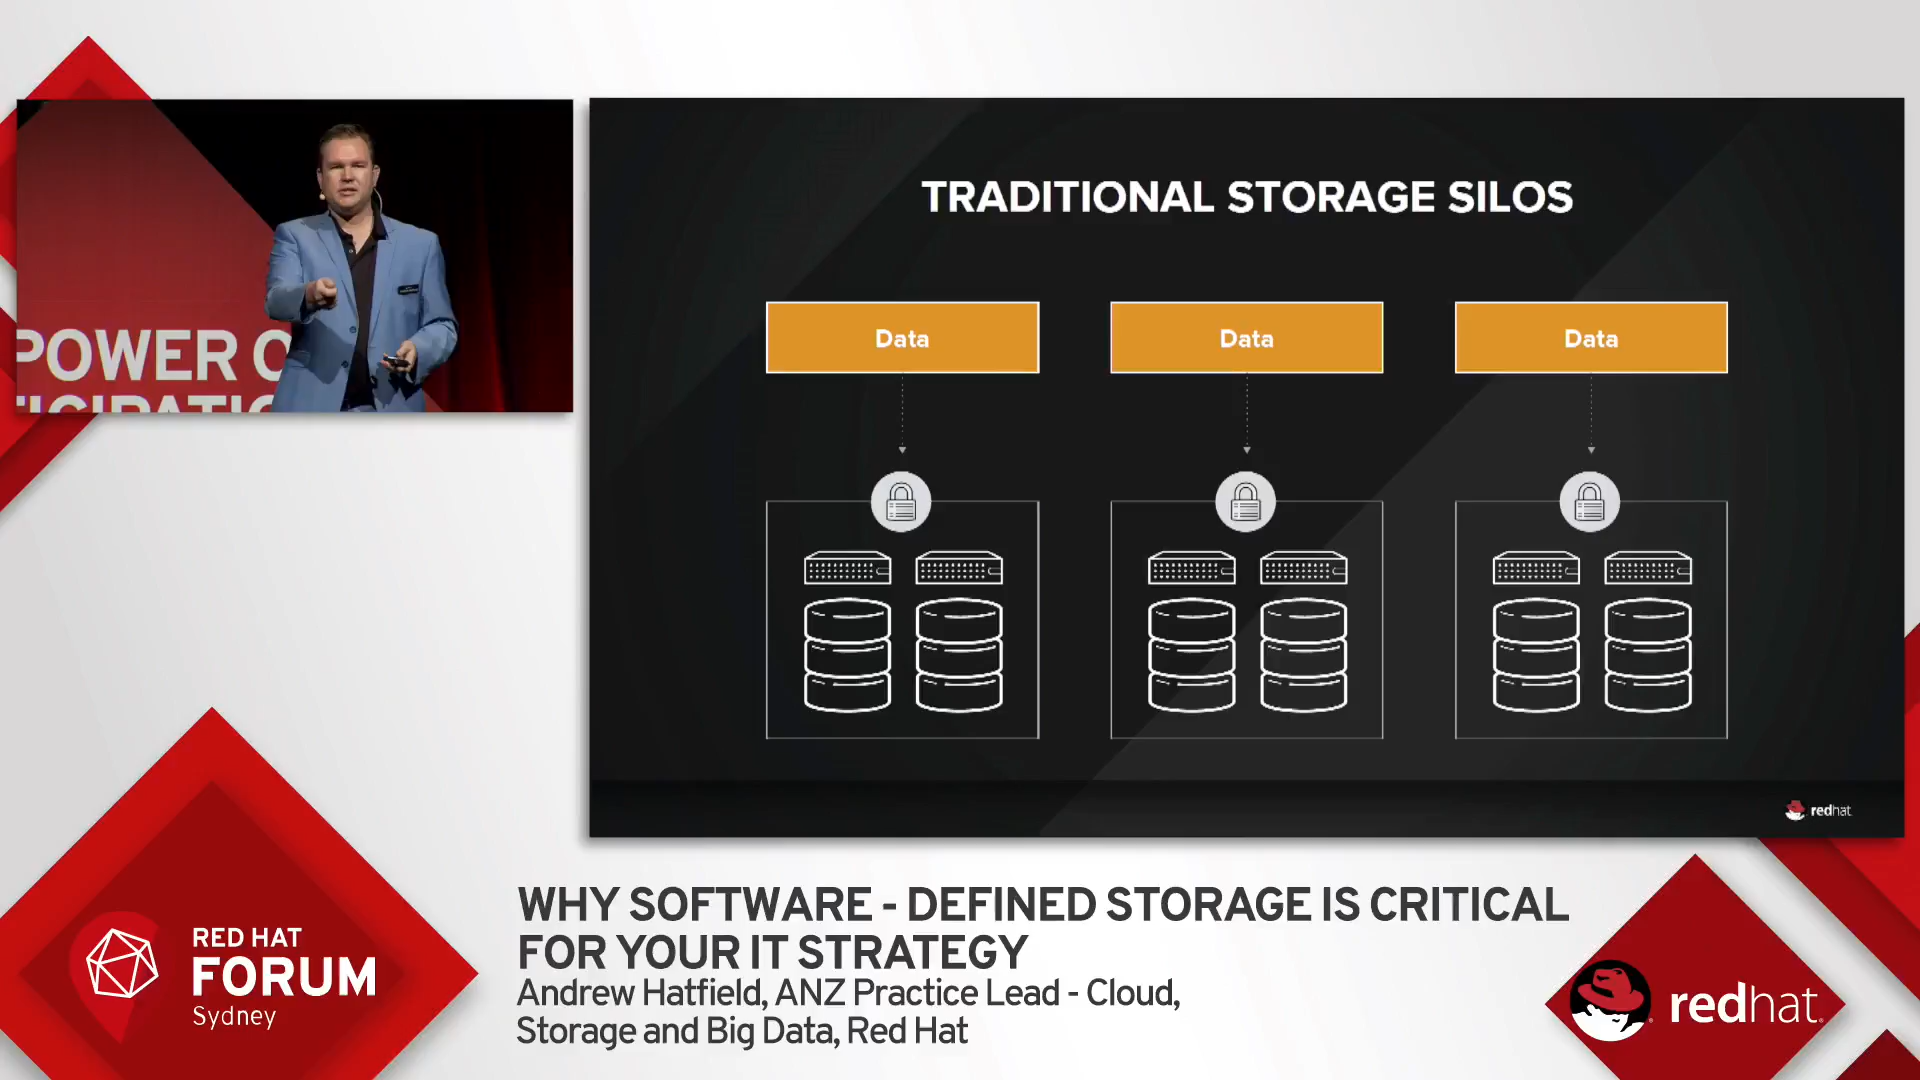 POWER O
TRADITIONAL STORAGE SILOS
Data
Data
Data
redhat
WHY SOFTWARE - DEFINED STORAGE IS CRITICAL
FOR YOUR IT STRATEGY
Andrew Hatfield, ANZ Practice Lead - Cloud,
Storage and Big Data, Red Hat
RED HAT
FORUM
Sydney
redhat.